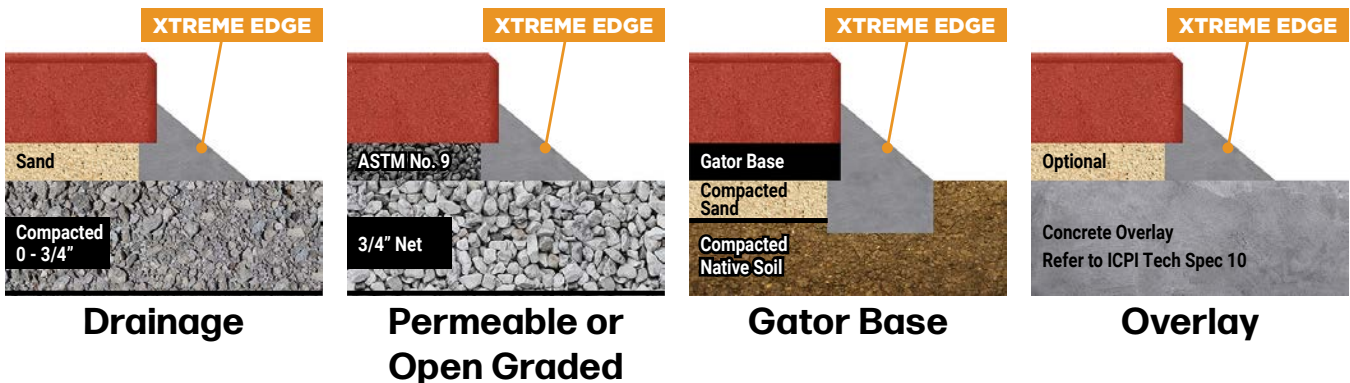 XTREME EDGE
Sand
Compacted
0 - 3/4”
Drainage
XTREME EDGE
ASTM No. 9
3/4” Net
Permeable or
Open Graded
XTREME EDGE
Gator Base
Compacted
Sand
Compacted
Native Soil
Gator Base
XTREME EDGE
Optional
Concrete Overlay
Refer to ICPI Tech Spec 10
Overlay